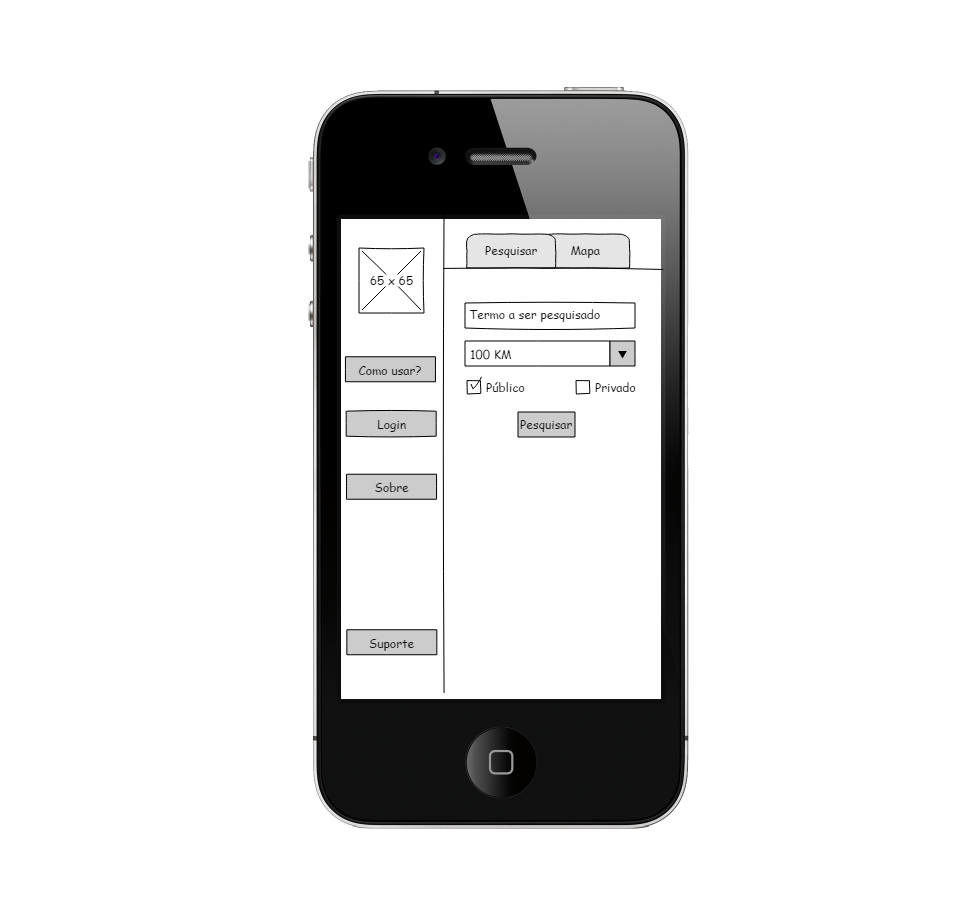 65 x 65
Como usar?
Login
Sobre
Suporte
Pesquisar
Mapa
Termo a ser pesquisado
100 KM
Público
Privado
Pesquisar